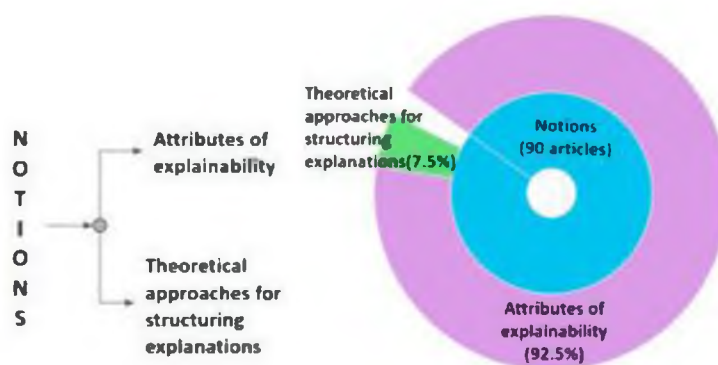 NOTIONS
Attributes of
explainability
Theoretical
approaches for
structuring
explanations
Theoretical
approaches for
structuring
explanations(7.5%)
Notions
(90 articles)
Attributes of
explainability
(92.5%)